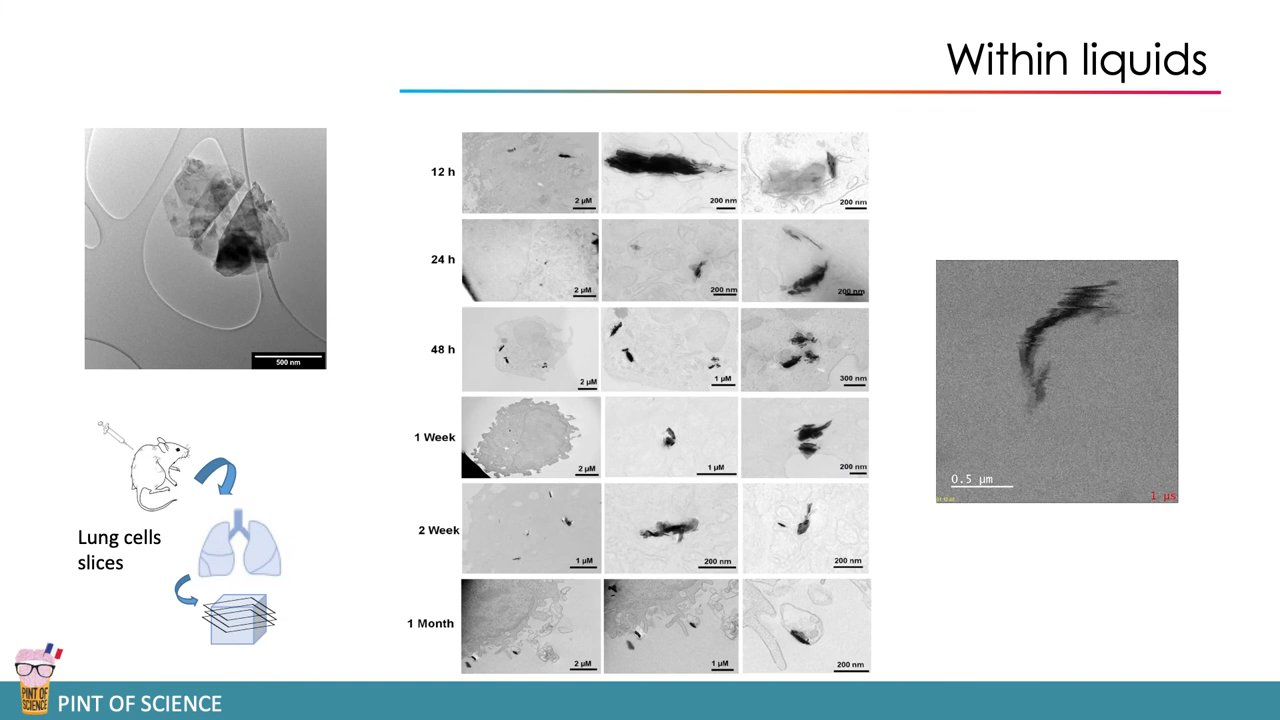 Within liquids
500 nm
Lung cells
slices
12 h
2 μM
200 nm
200 nm
24 h
2 μM
200 nm
200 nm
48 h
2 μM
1 μM
300 nm
1 Week
2 μM
1 μM
200 nm
2 Week
1 μM
200 nm
200 nm
1 Month
2 μM
1 μM
200 nm
0.5 μm
1 μs
PINT OF
SCIENCE
PINT OF SCIENCE